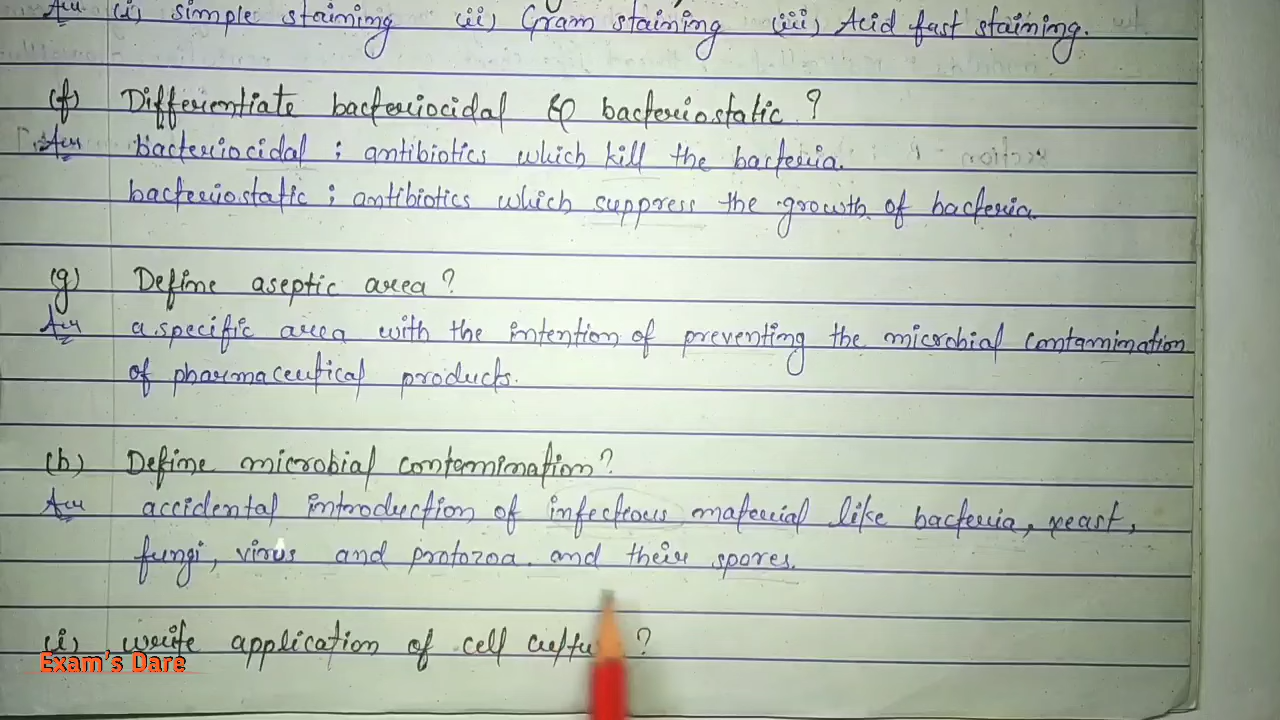 Ans (i) simple staining (ii) Gram staining (iii) Acid fast staining.
(f) Differentiate bacteriocidal & bacteriostatic ?
Ans bacteriocidal ; antibiotics which kill the bacteria.
bacteriostatic ; antibiotics which suppress the growth of bacteria.
(g) Define aseptic area ?
Ans a specific area with the intention of preventing the microbial contamination
of pharmaceutical products.
(h) Define microbial contamination?
Ans accidental introduction of infectious material like bacteria, yeast,
fungi, virus and protozoa. and their spores.
(i) write application of cell ?
Exam's Dare